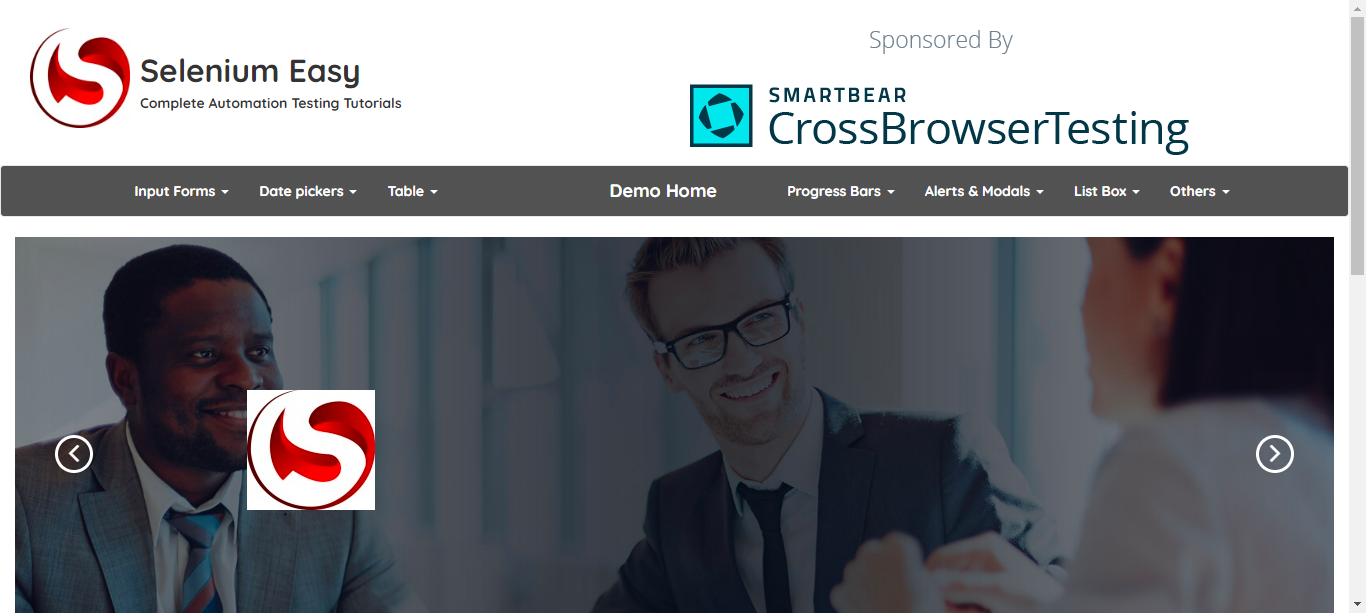 Selenium Easy
Complete Automation Testing Tutorials
Sponsored By
SMARTBEAR
CrossBrowserTesting
Input Forms
Date pickers
Table
Demo Home
Progress Bars
Alerts & Modals
List Box
Others